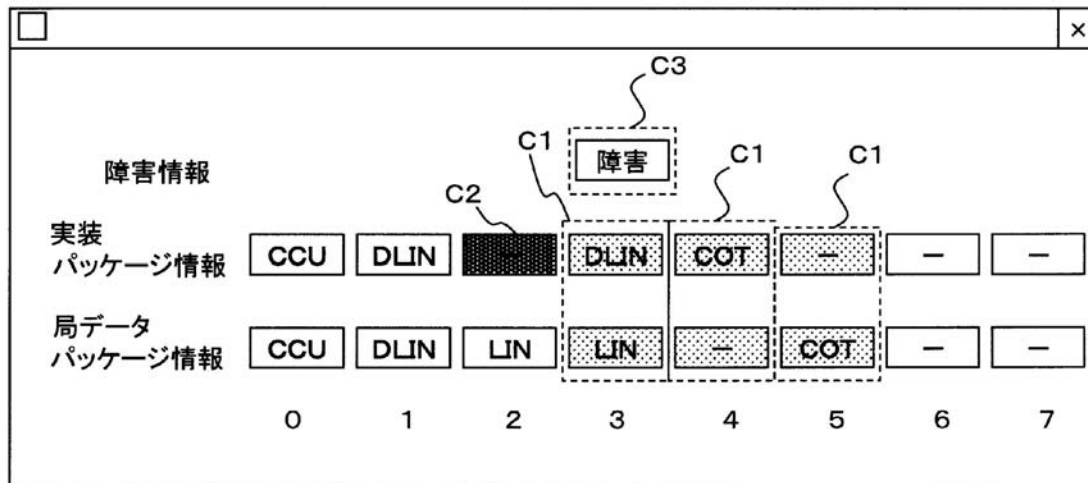 ×
C3
C1 C1 C1
障害
障害情報
C2
実装
パッケージ情報 CCU DLIN − DLIN COT − − −
局データ
パッケージ情報 CCU DLIN LIN LIN − COT − −
0 1 2 3 4 5 6 7